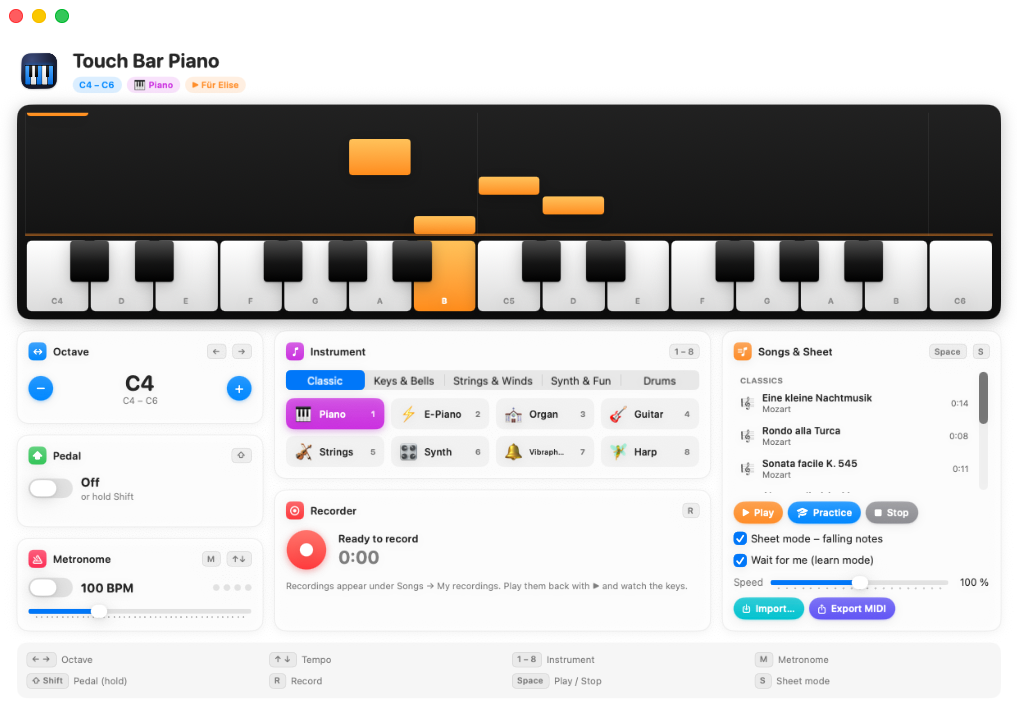 Touch Bar Piano
C4 – C6 Piano Für Elise
C4 D E F G A B C5 D E F G A B C6
Octave ← →
C4
C4 – C6
Pedal
Off
or hold Shift
Metronome M ↑↓
100 BPM
Instrument 1 – 8
Classic Keys & Bells Strings & Winds Synth & Fun Drums
Piano 1 E-Piano 2 Organ 3 Guitar 4
Strings 5 Synth 6 Vibraph... 7 Harp 8
Recorder R
Ready to record
0:00
Recordings appear under Songs → My recordings. Play them back with ▶ and watch the keys.
Songs & Sheet Space S
CLASSICS
Eine kleine Nachtmusik 0:14
Mozart
Rondo alla Turca 0:08
Mozart
Sonata facile K. 545 0:11
Mozart
Play Practice Stop
Sheet mode – falling notes
Wait for me (learn mode)
Speed 100 %
Import... Export MIDI
← → Octave ↑ ↓ Tempo 1 – 8 Instrument M Metronome
⇧ Shift Pedal (hold) R Record Space Play / Stop S Sheet mode